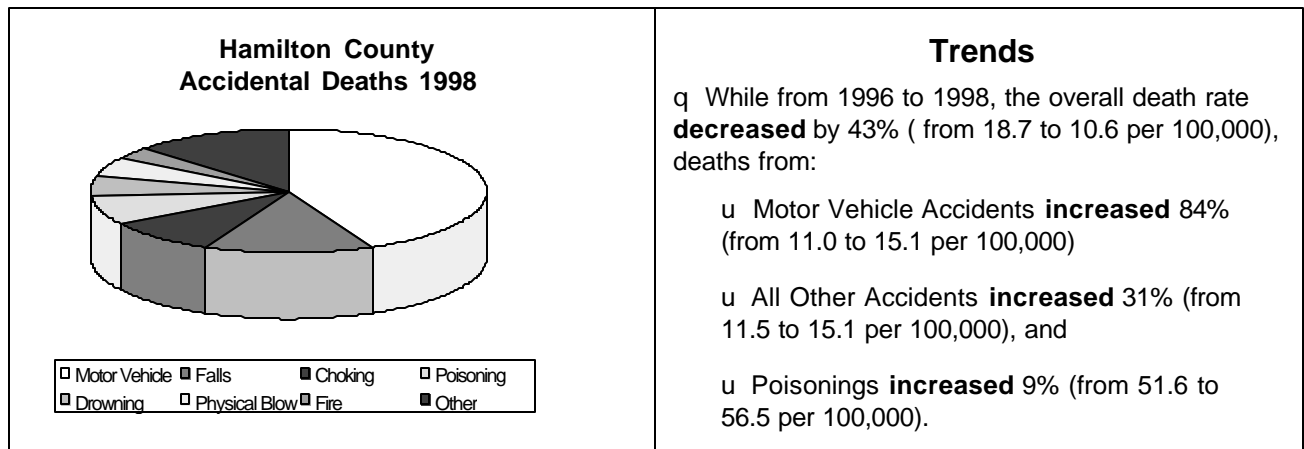 Hamilton County
Accidental Deaths 1998
Motor Vehicle Falls Choking Poisoning
Drowning Physical Blow Fire Other
Trends
q While from 1996 to 1998, the overall death rate
decreased by 43% ( from 18.7 to 10.6 per 100,000),
deaths from:
u Motor Vehicle Accidents increased 84%
(from 11.0 to 15.1 per 100,000)
u All Other Accidents increased 31% (from
11.5 to 15.1 per 100,000), and
u Poisonings increased 9% (from 51.6 to
56.5 per 100,000).